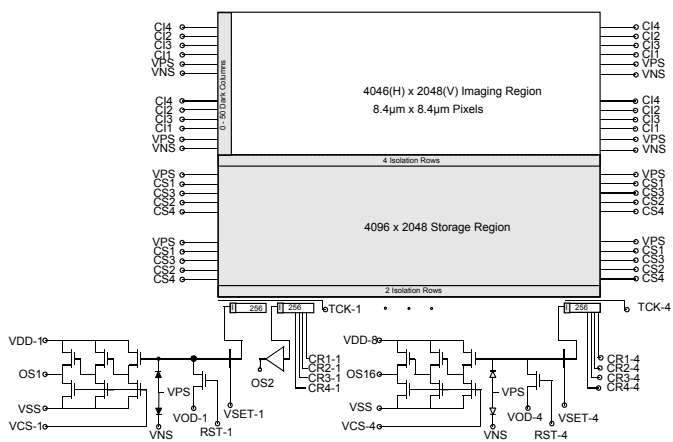 CI4 CI4
CI2 CI2
CI3 CI3
CI1 CI1
VPS VPS
VNS VNS
4046(H) x 2048(V) Imaging Region
8.4µm x 8.4µm Pixels
0 - 50 Dark Columns
CI4 CI4
CI2 CI2
CI3 CI3
CI1 CI1
VPS VPS
VNS VNS
4 Isolation Rows
VPS VPS
CS1 CS1
CS3 CS3
CS2 CS2
CS4 CS4
4096 x 2048 Storage Region
VPS VPS
CS1 CS1
CS3 CS3
CS2 CS2
CS4 CS4
2 Isolation Rows
256 256 TCK-1 256 TCK-4
VDD-1 VDD-8
OS1 OS2 OS16
CR1-1 CR1-4
CR2-1 CR2-4
CR3-1 CR3-4
CR4-1 CR4-4
VPS VPS
VSS VSS
VOD-1 VSET-1 VOD-4 VSET-4
VCS-1 VCS-4
VNS RST-1 VNS RST-4